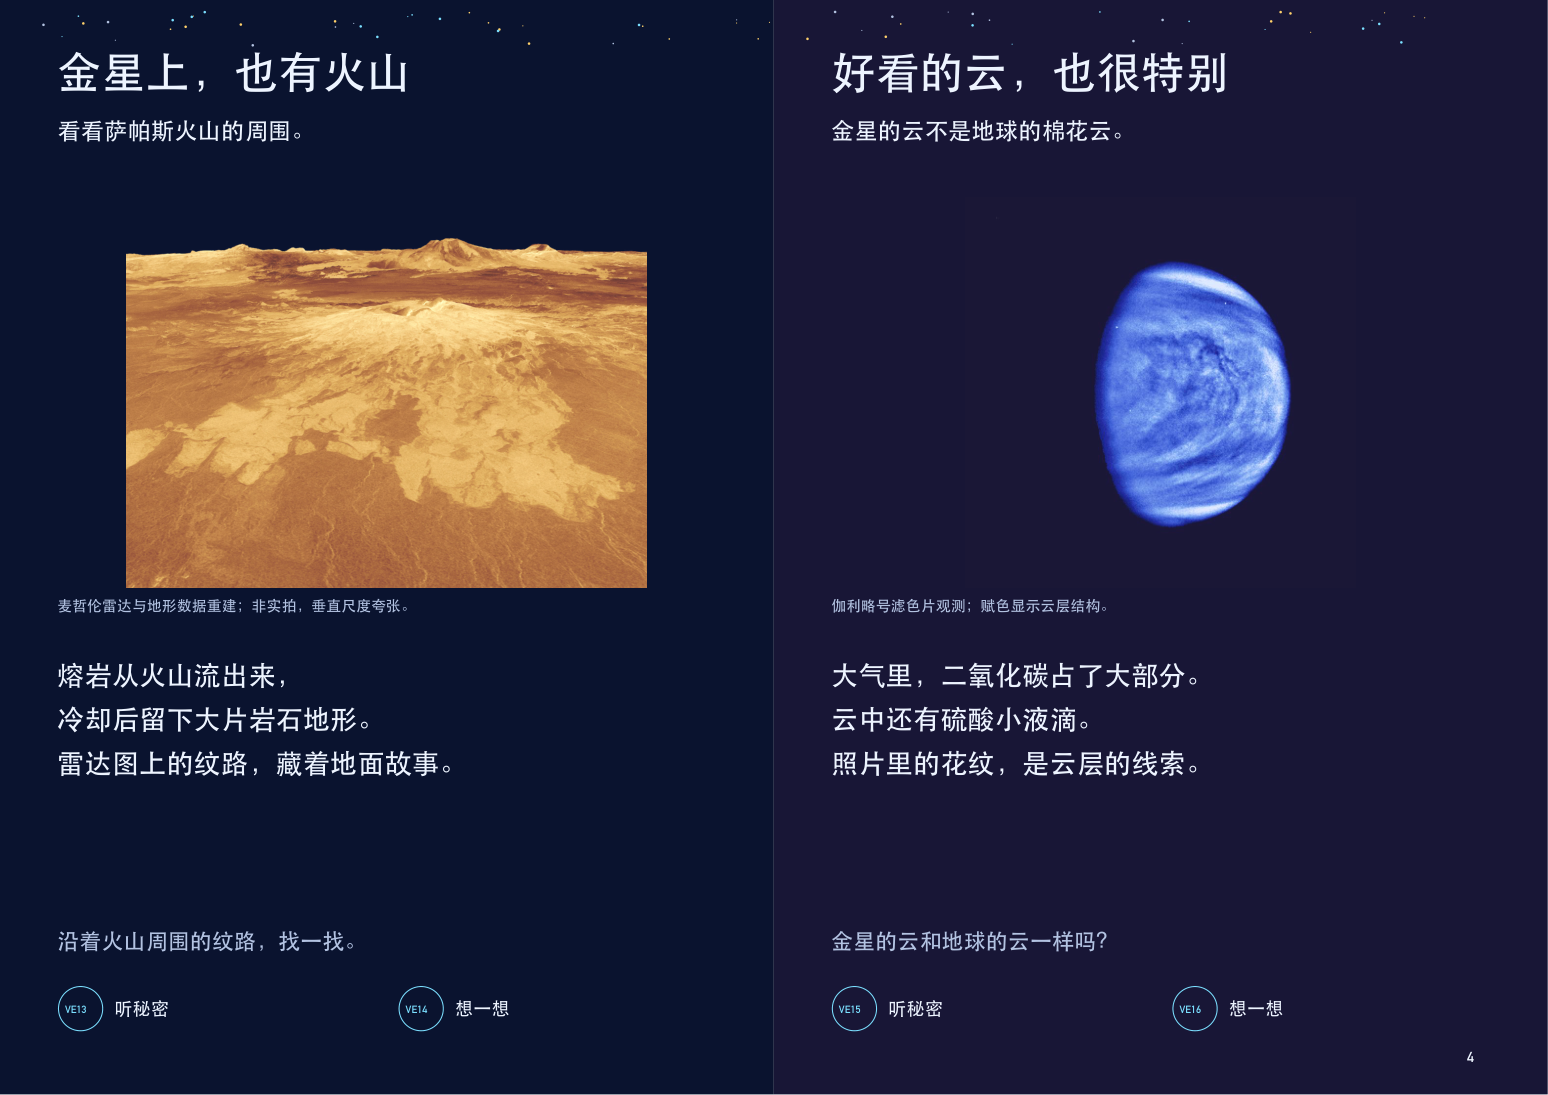 金星上，也有火山
看看萨帕斯火山的周围。
麦哲伦雷达与地形数据重建；非实拍，垂直尺度夸张。
熔岩从火山流出来，
冷却后留下大片岩石地形。
雷达图上的纹路，藏着地面故事。
沿着火山周围的纹路，找一找。
VE13 听秘密
VE14 想一想
好看的云，也很特别
金星的云不是地球的棉花云。
伽利略号滤色片观测；赋色显示云层结构。
大气里，二氧化碳占了大部分。
云中还有硫酸小液滴。
照片里的花纹，是云层的线索。
金星的云和地球的云一样吗？
VE15 听秘密
VE16 想一想
4